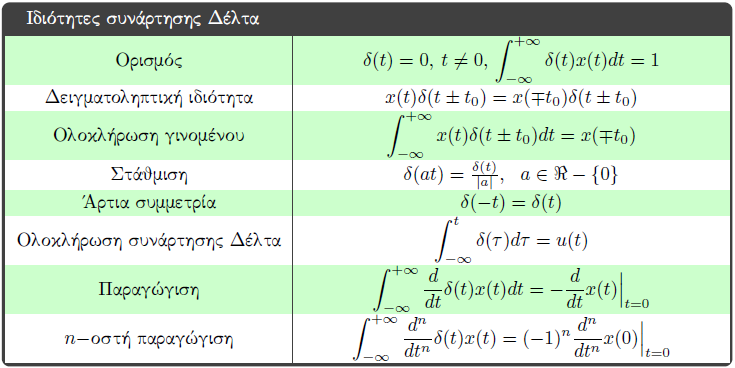 Ιδιότητες συνάρτησης Δέλτα
Ορισμός δ(t) = 0, t ≠ 0, ∫_{−∞}^{+∞} δ(t)x(t)dt = 1
Δειγματοληπτική ιδιότητα x(t)δ(t ± t₀) = x(∓t₀)δ(t ± t₀)
Ολοκλήρωση γινομένου ∫_{−∞}^{+∞} x(t)δ(t ± t₀)dt = x(∓t₀)
Στάθμιση δ(at) = δ(t)/|a|, a ∈ ℜ − {0}
Άρτια συμμετρία δ(−t) = δ(t)
Ολοκλήρωση συνάρτησης Δέλτα ∫_{−∞}^{t} δ(τ)dτ = u(t)
Παραγώγιση ∫_{−∞}^{+∞} d/dt δ(t)x(t)dt = − d/dt x(t)|_{t=0}
n−οστή παραγώγιση ∫_{−∞}^{+∞} dⁿ/dtⁿ δ(t)x(t) = (−1)ⁿ dⁿ/dtⁿ x(0)|_{t=0}